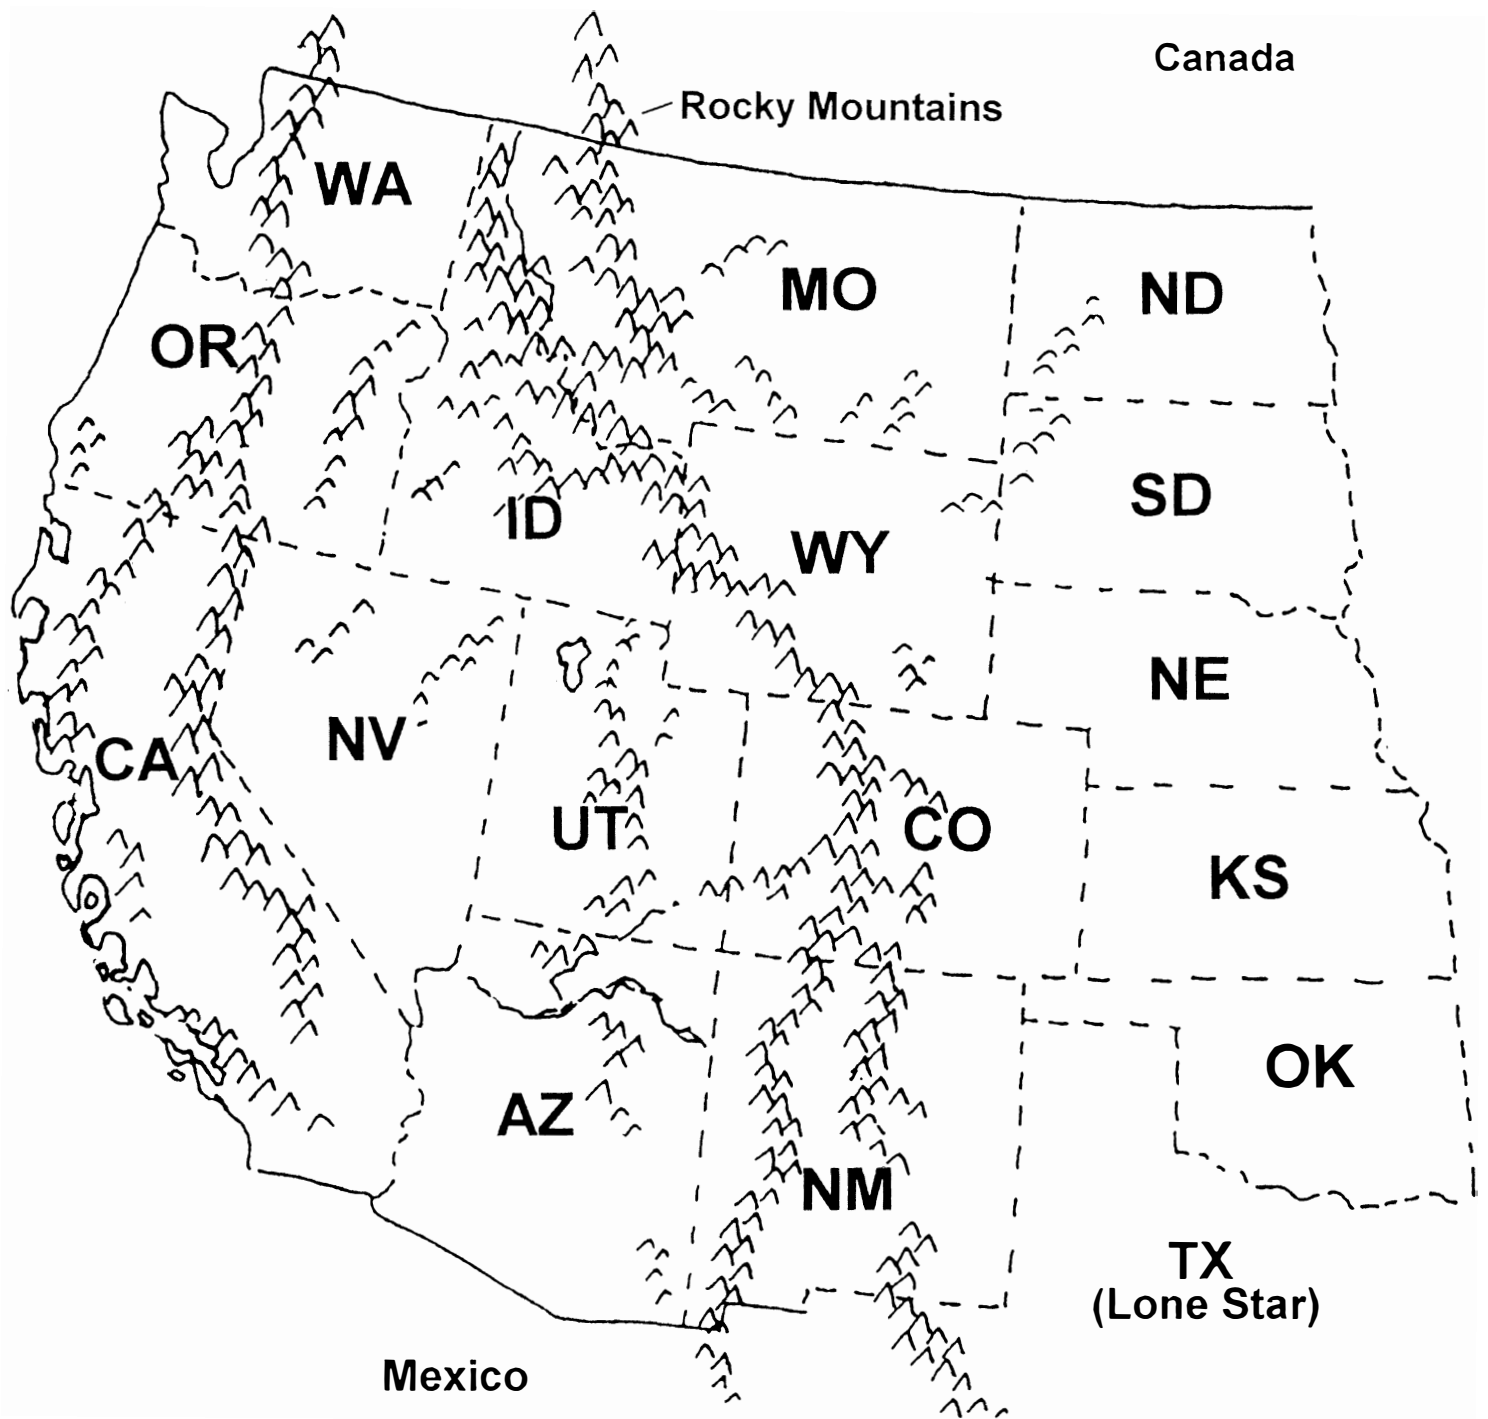 Canada
Rocky Mountains
WA
MO
ND
OR
SD
ID
WY
NE
NV
CA
UT
CO
KS
OK
AZ
NM
TX
(Lone Star)
Mexico